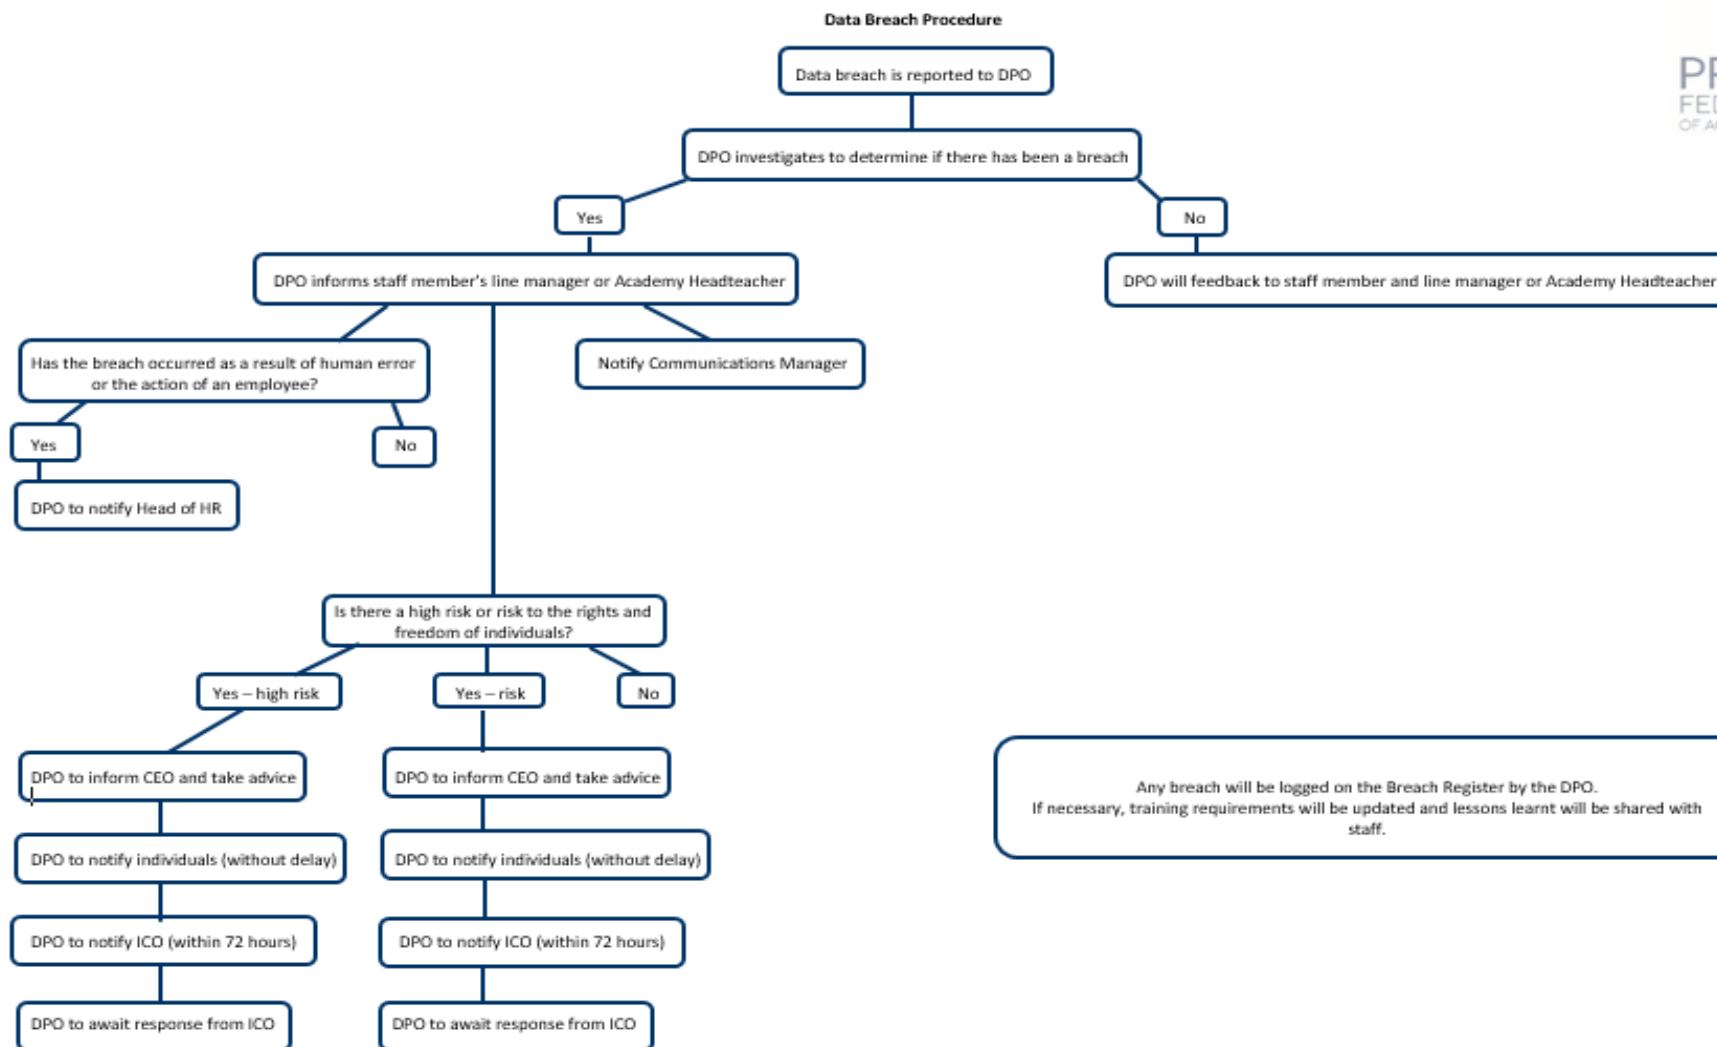 Data Breach Procedure
Data breach is reported to DPO
DPO investigates to determine if there has been a breach
Yes
No
DPO informs staff member's line manager or Academy Headteacher
DPO will feedback to staff member and line manager or Academy Headteacher
Has the breach occurred as a result of human error
or the action of an employee?
Notify Communications Manager
Yes
No
DPO to notify Head of HR
Is there a high risk or risk to the rights and
freedom of individuals?
Yes – high risk
Yes – risk
No
DPO to inform CEO and take advice
DPO to inform CEO and take advice
Any breach will be logged on the Breach Register by the DPO.
If necessary, training requirements will be updated and lessons learnt will be shared with
staff.
DPO to notify individuals (without delay)
DPO to notify individuals (without delay)
DPO to notify ICO (within 72 hours)
DPO to notify ICO (within 72 hours)
DPO to await response from ICO
DPO to await response from ICO